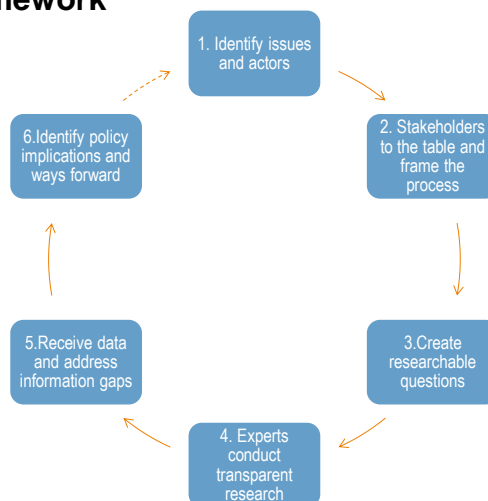 1. Identify issues
and actors
2. Stakeholders
to the table and
frame the
process
3.Create
researchable
questions
4. Experts
conduct
transparent
research
5.Receive data
and address
information gaps
6.Identify policy
implications and
ways forward